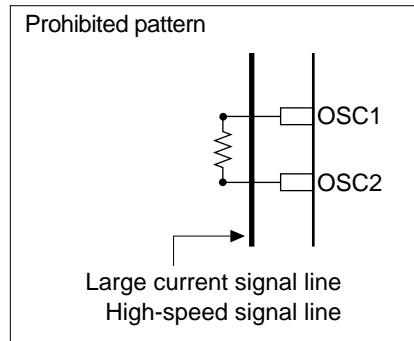 Prohibited pattern
OSC1
OSC2
Large current signal line
High-speed signal line